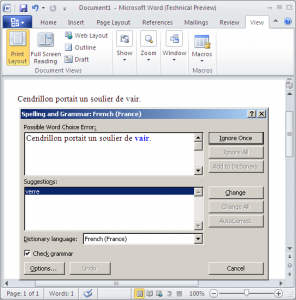 Document1 - Microsoft Word (Technical Preview)
Home Insert Page Layout References Mailings Review View
Print Layout
Full Screen Reading
Web Layout
Outline
Draft
Show
Zoom
Window
Macros
Document Views
Macros
Cendrillon portait un soulier de vair.
Spelling and Grammar: French (France)
Possible Word Choice Error:
Cendrillon portait un soulier de vair.
Ignore Once
Ignore All
Add to Dictionary
Suggestions:
verre
Change
Change All
AutoCorrect
Dictionary language: French (France)
Check grammar
Options... Undo Cancel
Page: 1 of 1 Words: 1 100%